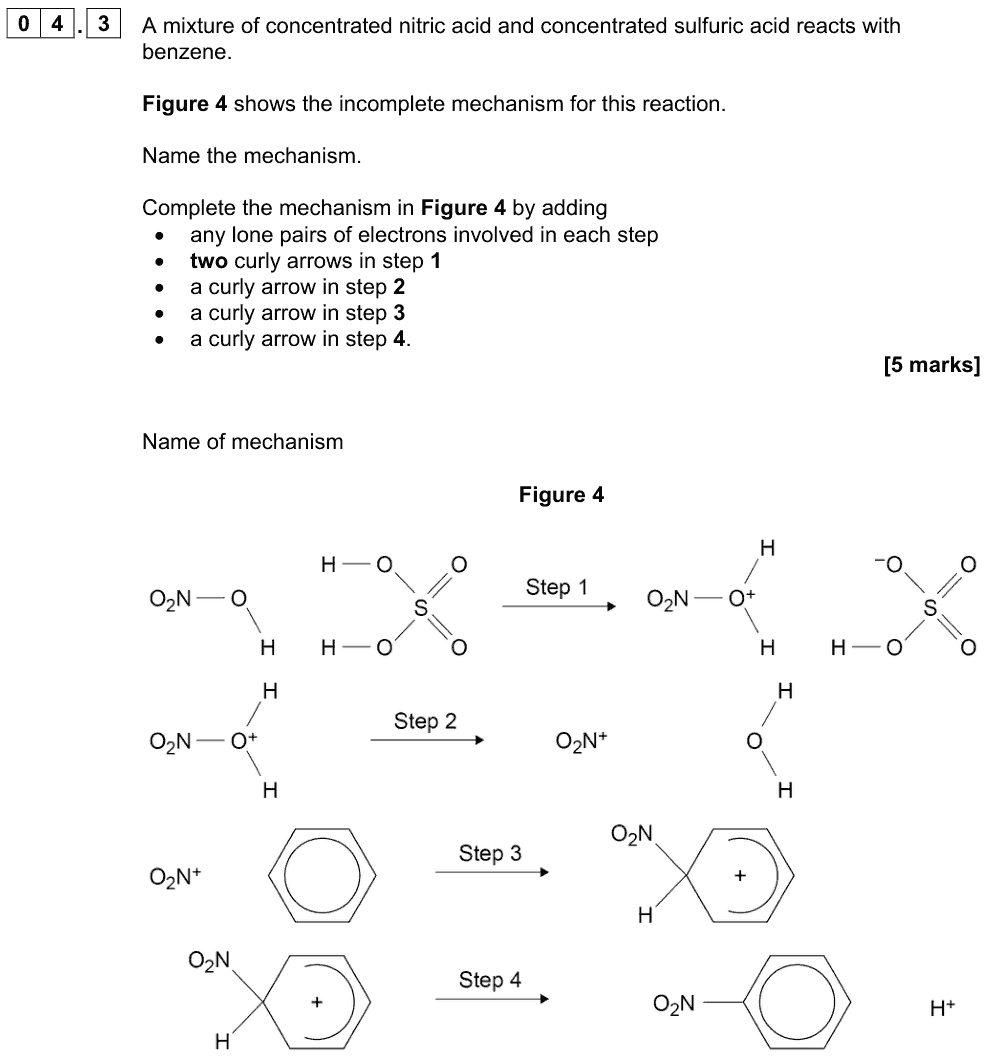 0 4 . 3 A mixture of concentrated nitric acid and concentrated sulfuric acid reacts with
benzene.
Figure 4 shows the incomplete mechanism for this reaction.
Name the mechanism.
Complete the mechanism in Figure 4 by adding
• any lone pairs of electrons involved in each step
• two curly arrows in step 1
• a curly arrow in step 2
• a curly arrow in step 3
• a curly arrow in step 4.
[5 marks]
Name of mechanism
Figure 4
H
H O O ⁻O O
O₂N O S Step 1 O₂N O⁺ S
H H O O H H O O
H H
O₂N O⁺ Step 2 O₂N⁺ O
H H
O₂N
O₂N⁺ Step 3 +
H
O₂N
+ Step 4 O₂N H⁺
H